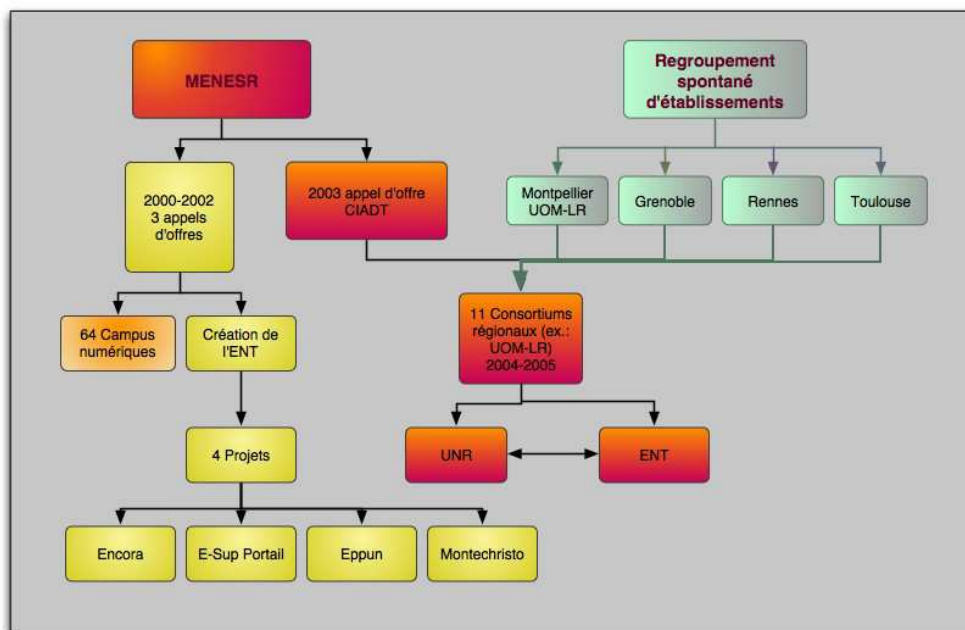 MENESR
Regroupement
spontané
d'établissements
2000-2002
3 appels
d'offres
2003 appel d'offre
CIADT
Montpellier
UOM-LR
Grenoble
Rennes
Toulouse
64 Campus
numériques
Création de
l'ENT
11 Consortiums
régionaux (ex.:
UOM-LR)
2004-2005
4 Projets
UNR
ENT
Encora
E-Sup Portail
Eppun
Montechristo